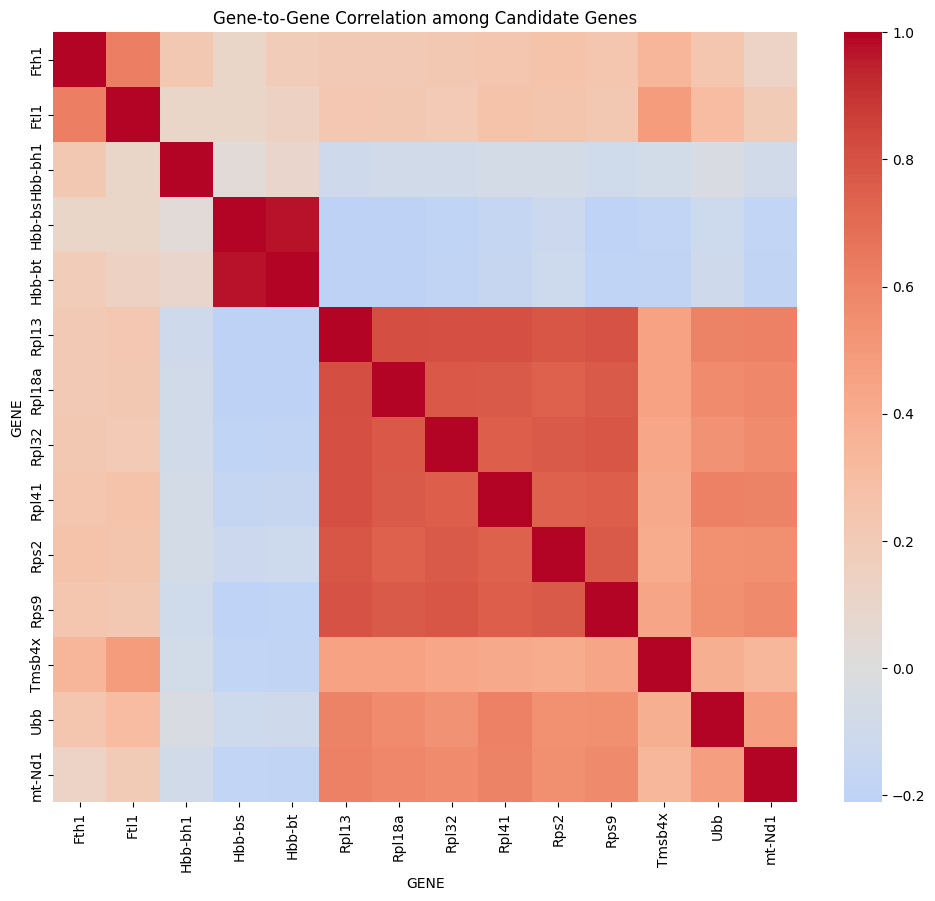 Gene-to-Gene Correlation among Candidate Genes
GENE
Fth1
Ftl1
Hbb-bh1
Hbb-bs
Hbb-bt
Rpl13
Rpl18a
Rpl32
Rpl41
Rps2
Rps9
Tmsb4x
Ubb
mt-Nd1
Fth1
Ftl1
Hbb-bh1
Hbb-bs
Hbb-bt
Rpl13
Rpl18a
Rpl32
Rpl41
Rps2
Rps9
Tmsb4x
Ubb
mt-Nd1
GENE
1.0
0.8
0.6
0.4
0.2
0.0
−0.2